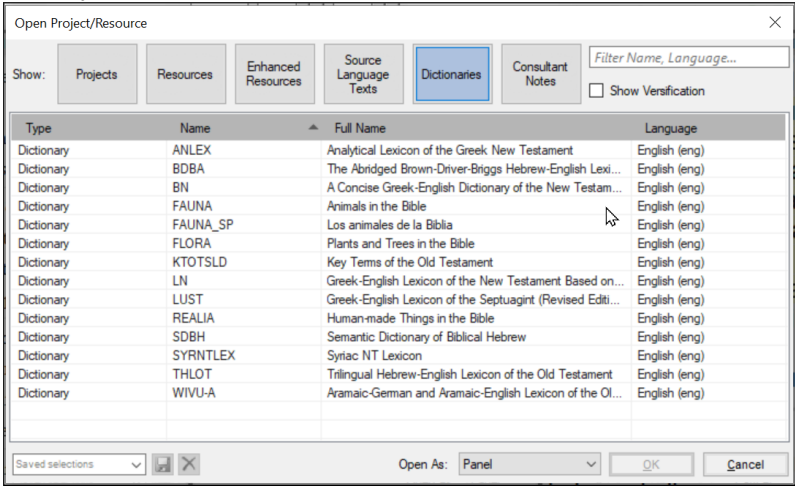 Open Project/Resource
Show:
Projects
Resources
Enhanced
Resources
Source
Language
Texts
Dictionaries
Consultant
Notes
Filter Name, Language...
Show Versification
Type Name Full Name Language
Dictionary ANLEX Analytical Lexicon of the Greek New Testament English (eng)
Dictionary BDBA The Abridged Brown-Driver-Briggs Hebrew-English Lexi... English (eng)
Dictionary BN A Concise Greek-English Dictionary of the New Testam... English (eng)
Dictionary FAUNA Animals in the Bible English (eng)
Dictionary FAUNA_SP Los animales de la Biblia English (eng)
Dictionary FLORA Plants and Trees in the Bible English (eng)
Dictionary KTOTSLD Key Terms of the Old Testament English (eng)
Dictionary LN Greek-English Lexicon of the New Testament Based on... English (eng)
Dictionary LUST Greek-English Lexicon of the Septuagint (Revised Editi... English (eng)
Dictionary REALIA Human-made Things in the Bible English (eng)
Dictionary SDBH Semantic Dictionary of Biblical Hebrew English (eng)
Dictionary SYRNTLEX Syriac NT Lexicon English (eng)
Dictionary THLOT Trilingual Hebrew-English Lexicon of the Old Testament English (eng)
Dictionary WIVU-A Aramaic-German and Aramaic-English Lexicon of the Ol... English (eng)
Saved selections
Open As: Panel
OK
Cancel